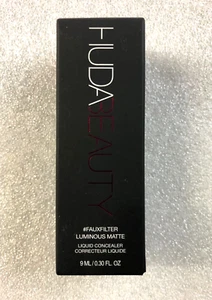 HUDA
BEAUTY
#FAUXFILTER
LUMINOUS MATTE
LIQUID CONCEALER
CORRECTEUR LIQUIDE
9 ML / 0.30 FL. OZ